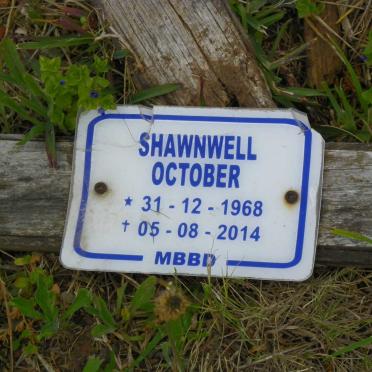 SHAWNWELL
OCTOBER
* 31 - 12 - 1968
† 05 - 08 - 2014
MBBD